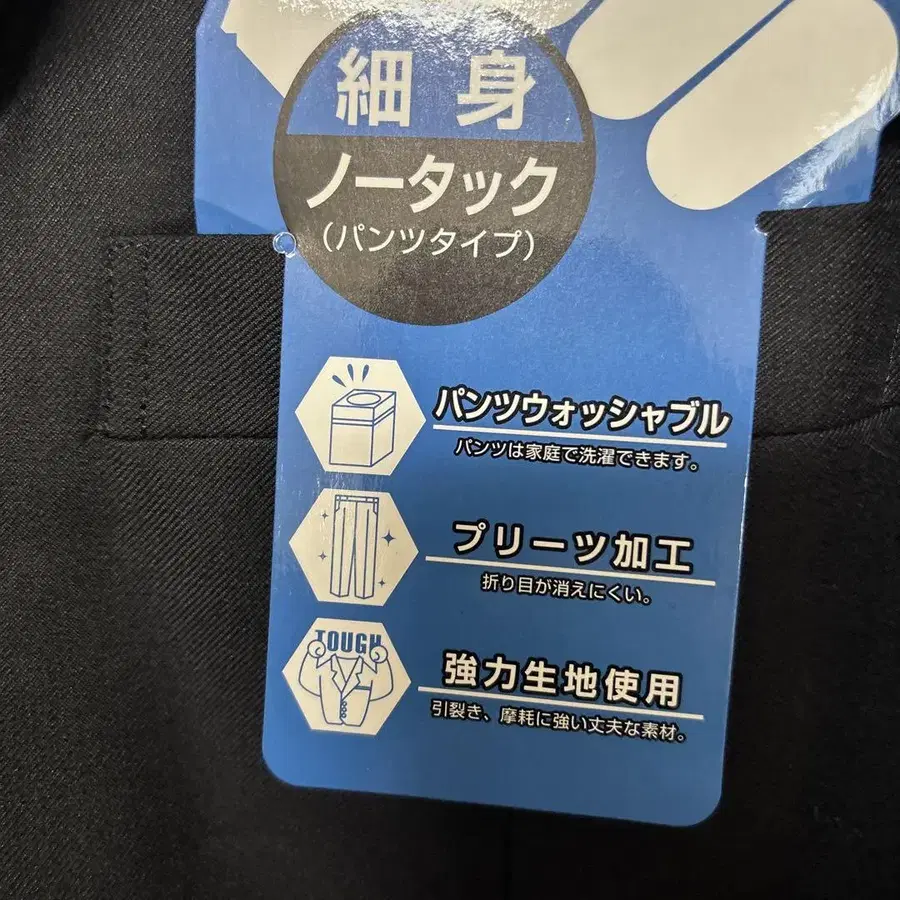 細身
ノータック
(パンツタイプ)
パンツウォッシャブル
パンツは家庭で洗濯できます。
プリーツ加工
折り目が消えにくい。
TOUGH
強力生地使用
引裂き、摩耗に強い丈夫な素材。